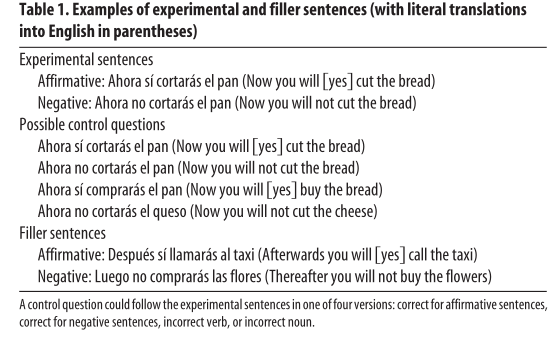 Table 1. Examples of experimental and filler sentences (with literal translations
into English in parentheses)
Experimental sentences
Affirmative: Ahora sí cortarás el pan (Now you will [yes] cut the bread)
Negative: Ahora no cortarás el pan (Now you will not cut the bread)
Possible control questions
Ahora sí cortarás el pan (Now you will [yes] cut the bread)
Ahora no cortarás el pan (Now you will not cut the bread)
Ahora sí comprarás el pan (Now you will [yes] buy the bread)
Ahora no cortarás el queso (Now you will not cut the cheese)
Filler sentences
Affirmative: Después sí llamarás al taxi (Afterwards you will [yes] call the taxi)
Negative: Luego no comprarás las flores (Thereafter you will not buy the flowers)
A control question could follow the experimental sentences in one of four versions: correct for affirmative sentences,
correct for negative sentences, incorrect verb, or incorrect noun.